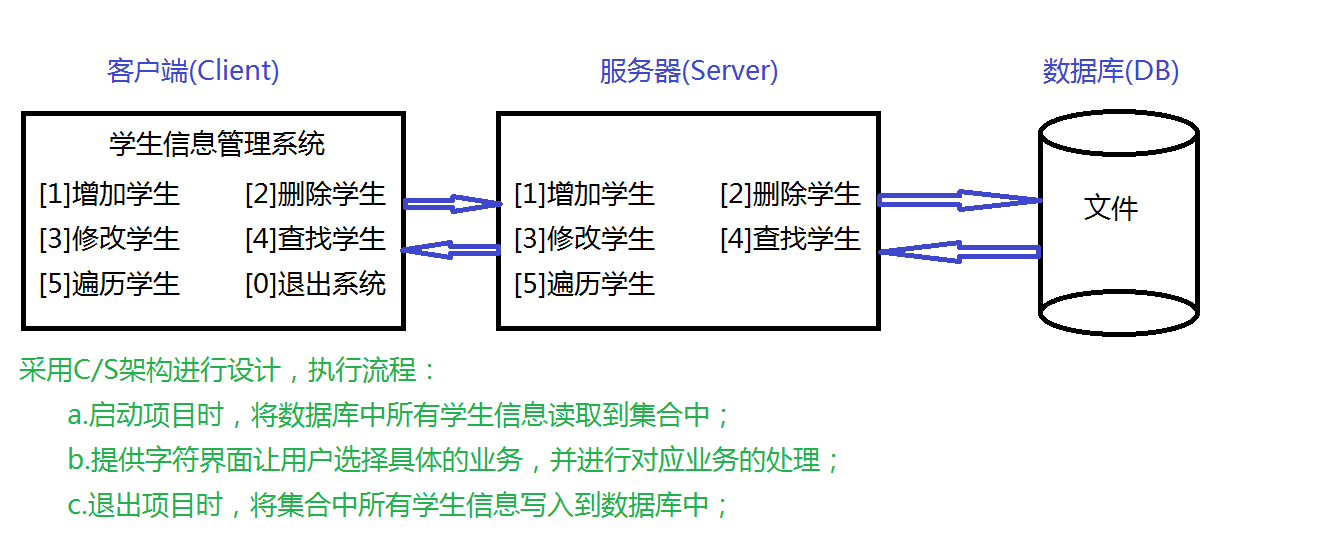 客户端(Client) 服务器(Server) 数据库(DB)
学生信息管理系统
[1]增加学生 [2]删除学生 [1]增加学生 [2]删除学生 文件
[3]修改学生 [4]查找学生 [3]修改学生 [4]查找学生
[5]遍历学生 [0]退出系统 [5]遍历学生
采用C/S架构进行设计，执行流程：
a.启动项目时，将数据库中所有学生信息读取到集合中；
b.提供字符界面让用户选择具体的业务，并进行对应业务的处理；
c.退出项目时，将集合中所有学生信息写入到数据库中；